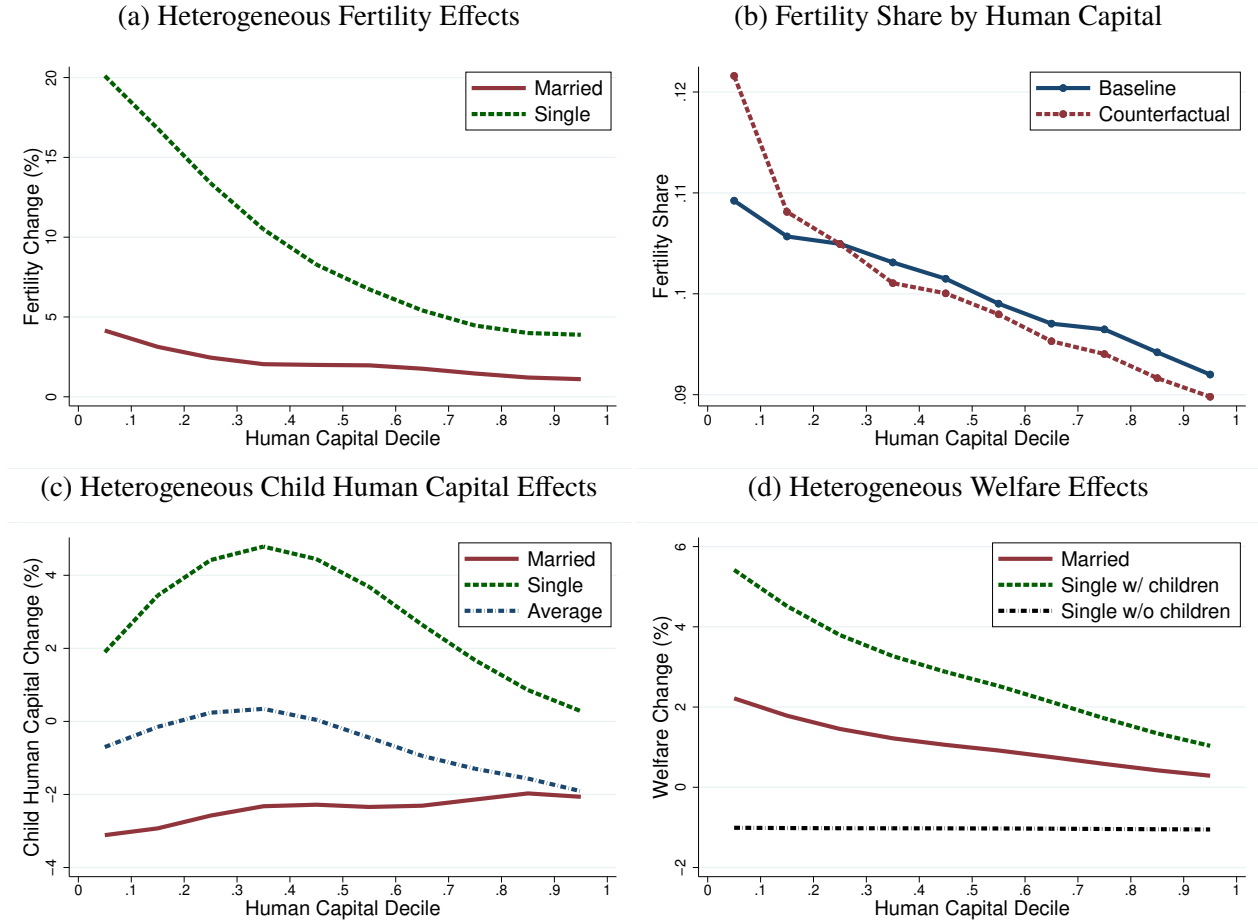 (a) Heterogeneous Fertility Effects
Fertility Change (%)
20
15
10
5
0
Married
Single
0 .1 .2 .3 .4 .5 .6 .7 .8 .9 1
Human Capital Decile
(b) Fertility Share by Human Capital
Fertility Share
.12
.11
.1
.09
Baseline
Counterfactual
0 .1 .2 .3 .4 .5 .6 .7 .8 .9 1
Human Capital Decile
(c) Heterogeneous Child Human Capital Effects
Child Human Capital Change (%)
4
2
0
-2
-4
Married
Single
Average
0 .1 .2 .3 .4 .5 .6 .7 .8 .9 1
Human Capital Decile
(d) Heterogeneous Welfare Effects
Welfare Change (%)
6
4
2
0
-2
Married
Single w/ children
Single w/o children
0 .1 .2 .3 .4 .5 .6 .7 .8 .9 1
Human Capital Decile